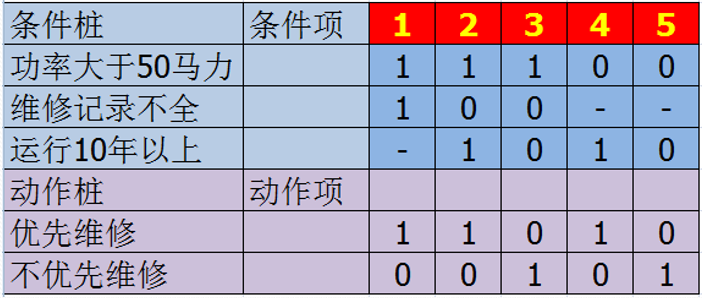 条件桩 条件项 1 2 3 4 5
功率大于50马力 1 1 1 0 0
维修记录不全 1 0 0 - -
运行10年以上 - 1 0 1 0
动作桩 动作项
优先维修 1 1 0 1 0
不优先维修 0 0 1 0 1